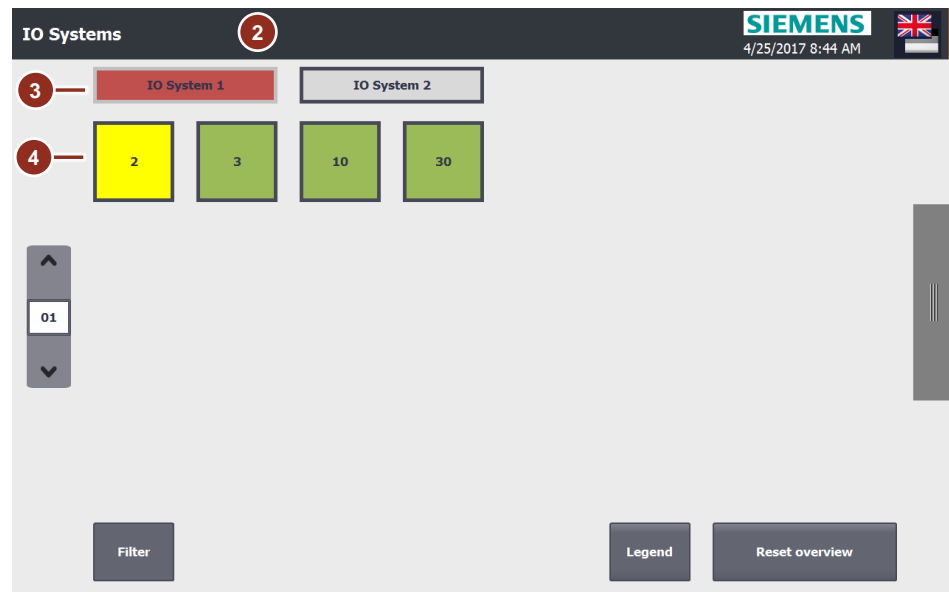 IO Systems
2
SIEMENS
4/25/2017 8:44 AM
3
IO System 1
IO System 2
4
2
3
10
30
01
Filter
Legend
Reset overview